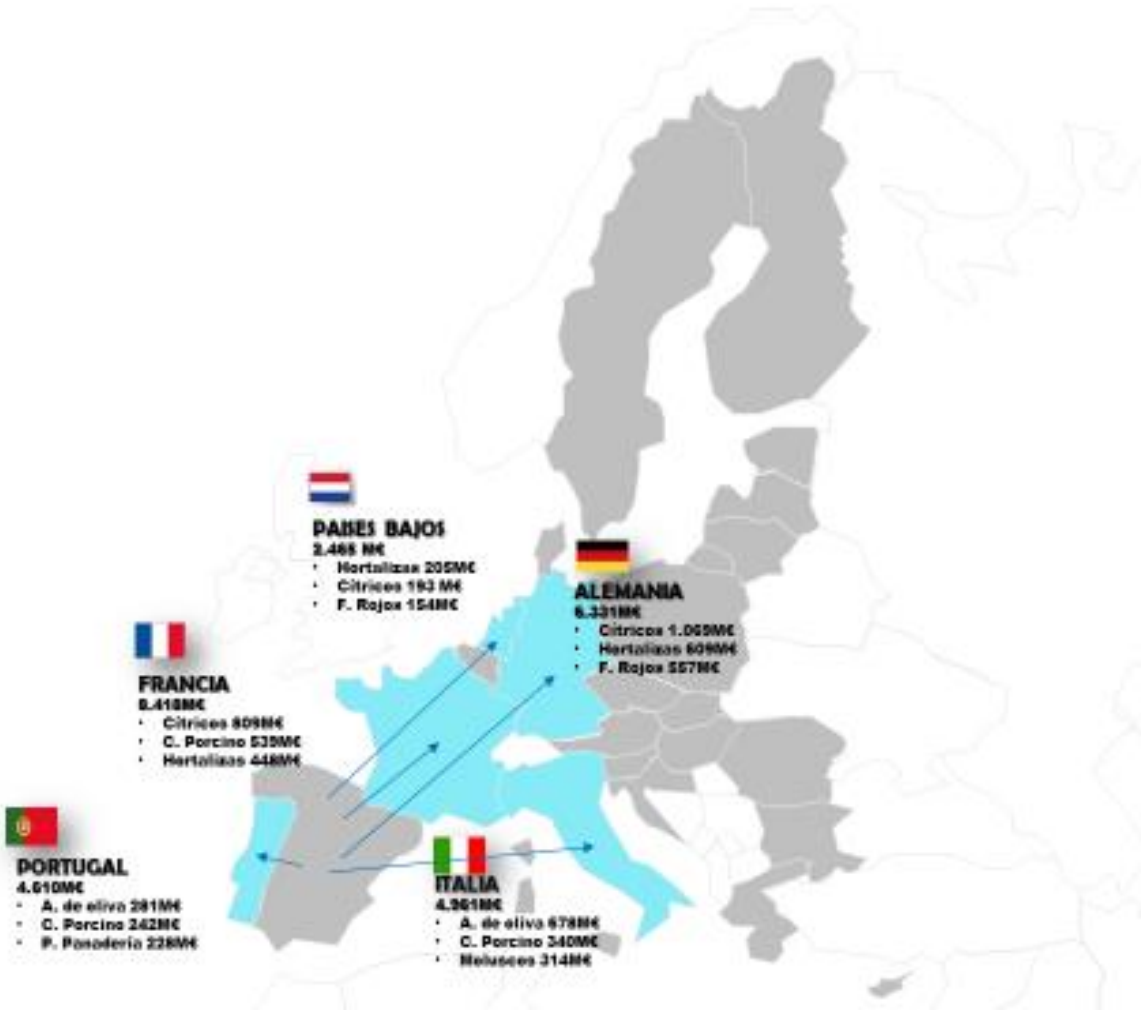 PAISES BAJOS
2.465 M€
· Hortalizas 205M€
· Cítricos 193 M€
· F. Rojos 154M€
ALEMANIA
6.331M€
· Cítricos 1.069M€
· Hortalizas 609M€
· F. Rojos 557M€
FRANCIA
9.418M€
· Cítricos 809M€
· C. Porcino 539M€
· Hortalizas 448M€
PORTUGAL
4.610M€
· A. de oliva 281M€
· C. Porcino 242M€
· P. Panadería 228M€
ITALIA
4.961M€
· A. de oliva 678M€
· C. Porcino 340M€
· Moluscos 314M€